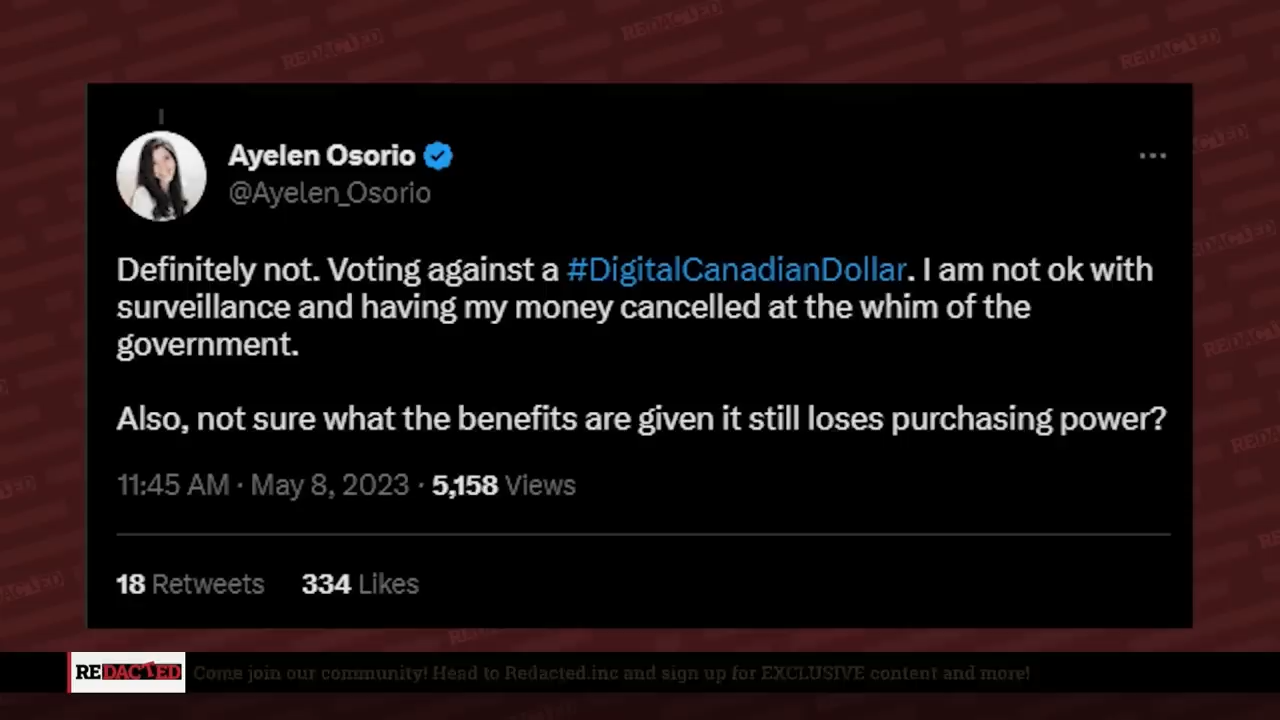 REDACTED
REDACTED
REDACTED
Ayelen Osorio
@Ayelen_Osorio
Definitely not. Voting against a #DigitalCanadianDollar. I am not ok with
surveillance and having my money cancelled at the whim of the
government.
Also, not sure what the benefits are given it still loses purchasing power?
11:45 AM · May 8, 2023 · 5,158 Views
18 Retweets 334 Likes
REDACTED Come join our community! Head to Redacted.inc and sign up for EXCLUSIVE content and more!